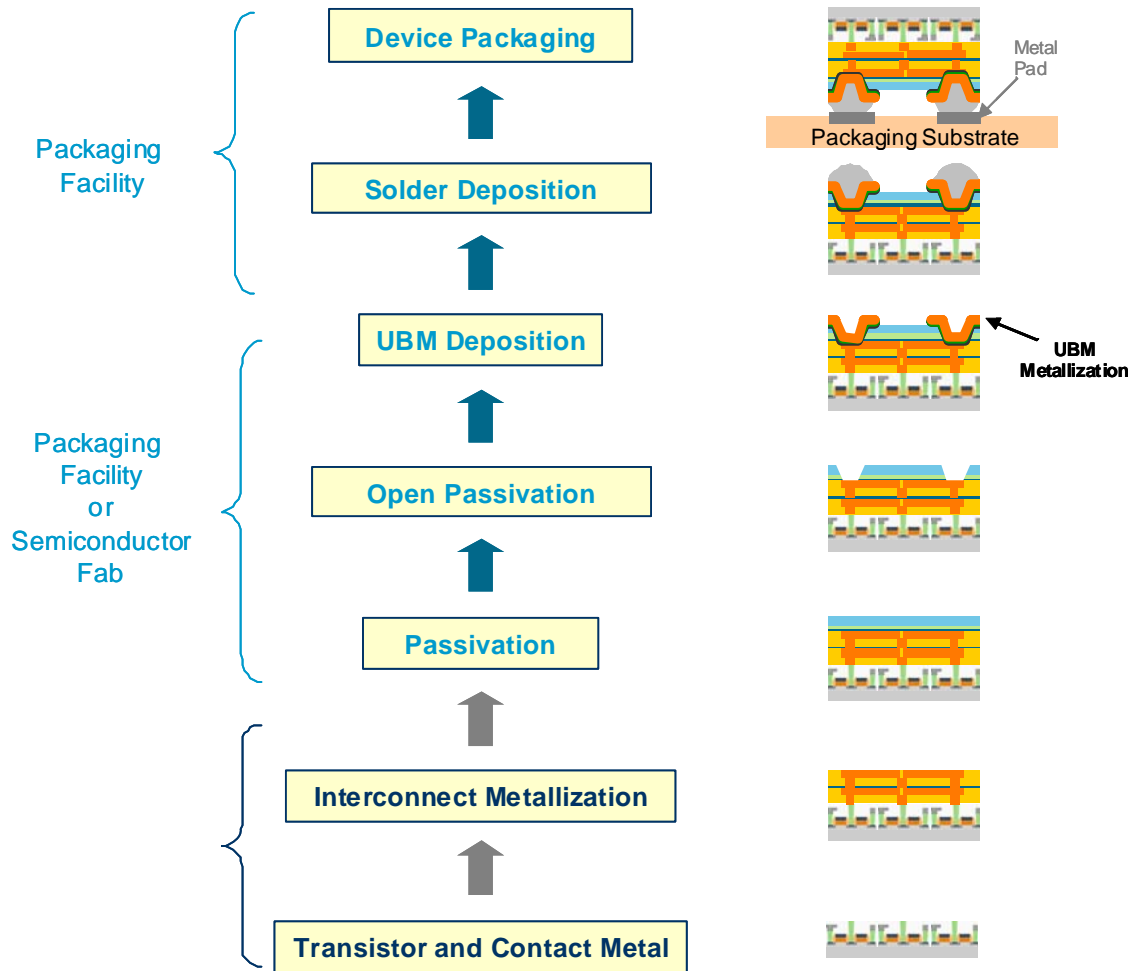 Device Packaging
Metal
Pad
Packaging Substrate
Packaging
Facility
Solder Deposition
UBM Deposition
UBM
Metallization
Packaging
Facility
or
Semiconductor
Fab
Open Passivation
Passivation
Interconnect Metallization
Transistor and Contact Metal